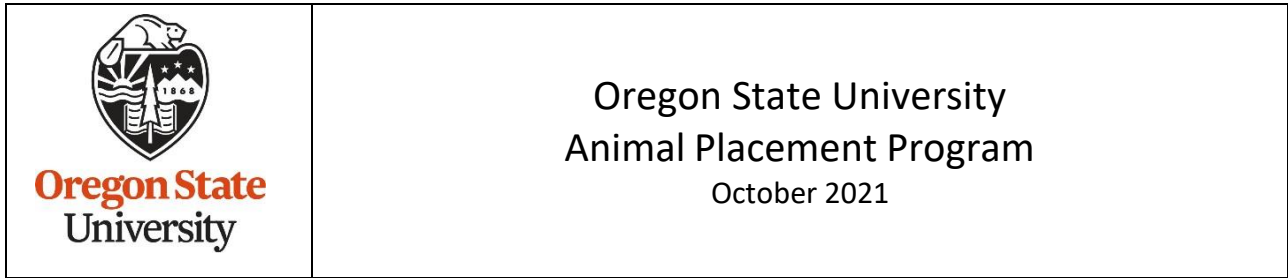 1868
Oregon State
University
Oregon State University
Animal Placement Program
October 2021